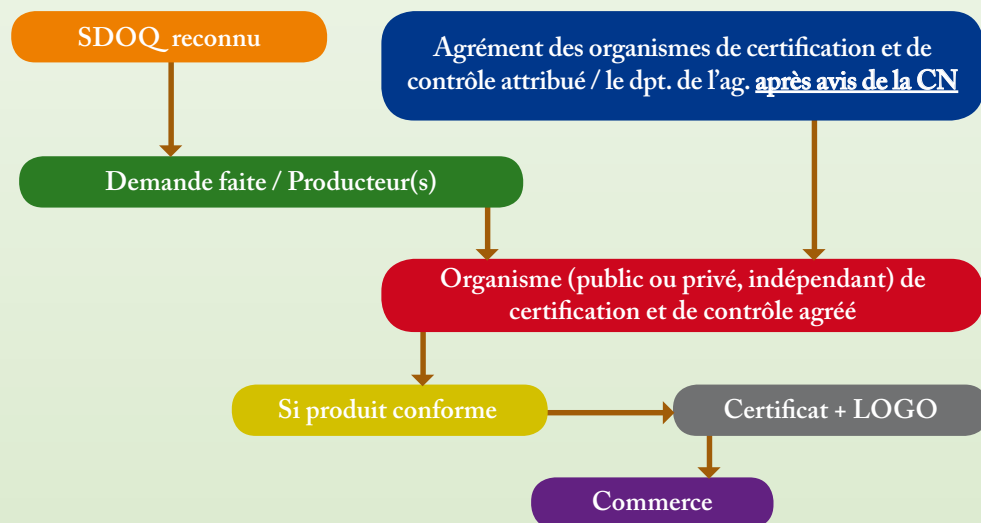 SDOQ reconnu
Agrément des organismes de certification et de
contrôle attribué / le dpt. de l'ag. après avis de la CN
Demande faite / Producteur(s)
Organisme (public ou privé, indépendant) de
certification et de contrôle agréé
Si produit conforme
Certificat + LOGO
Commerce